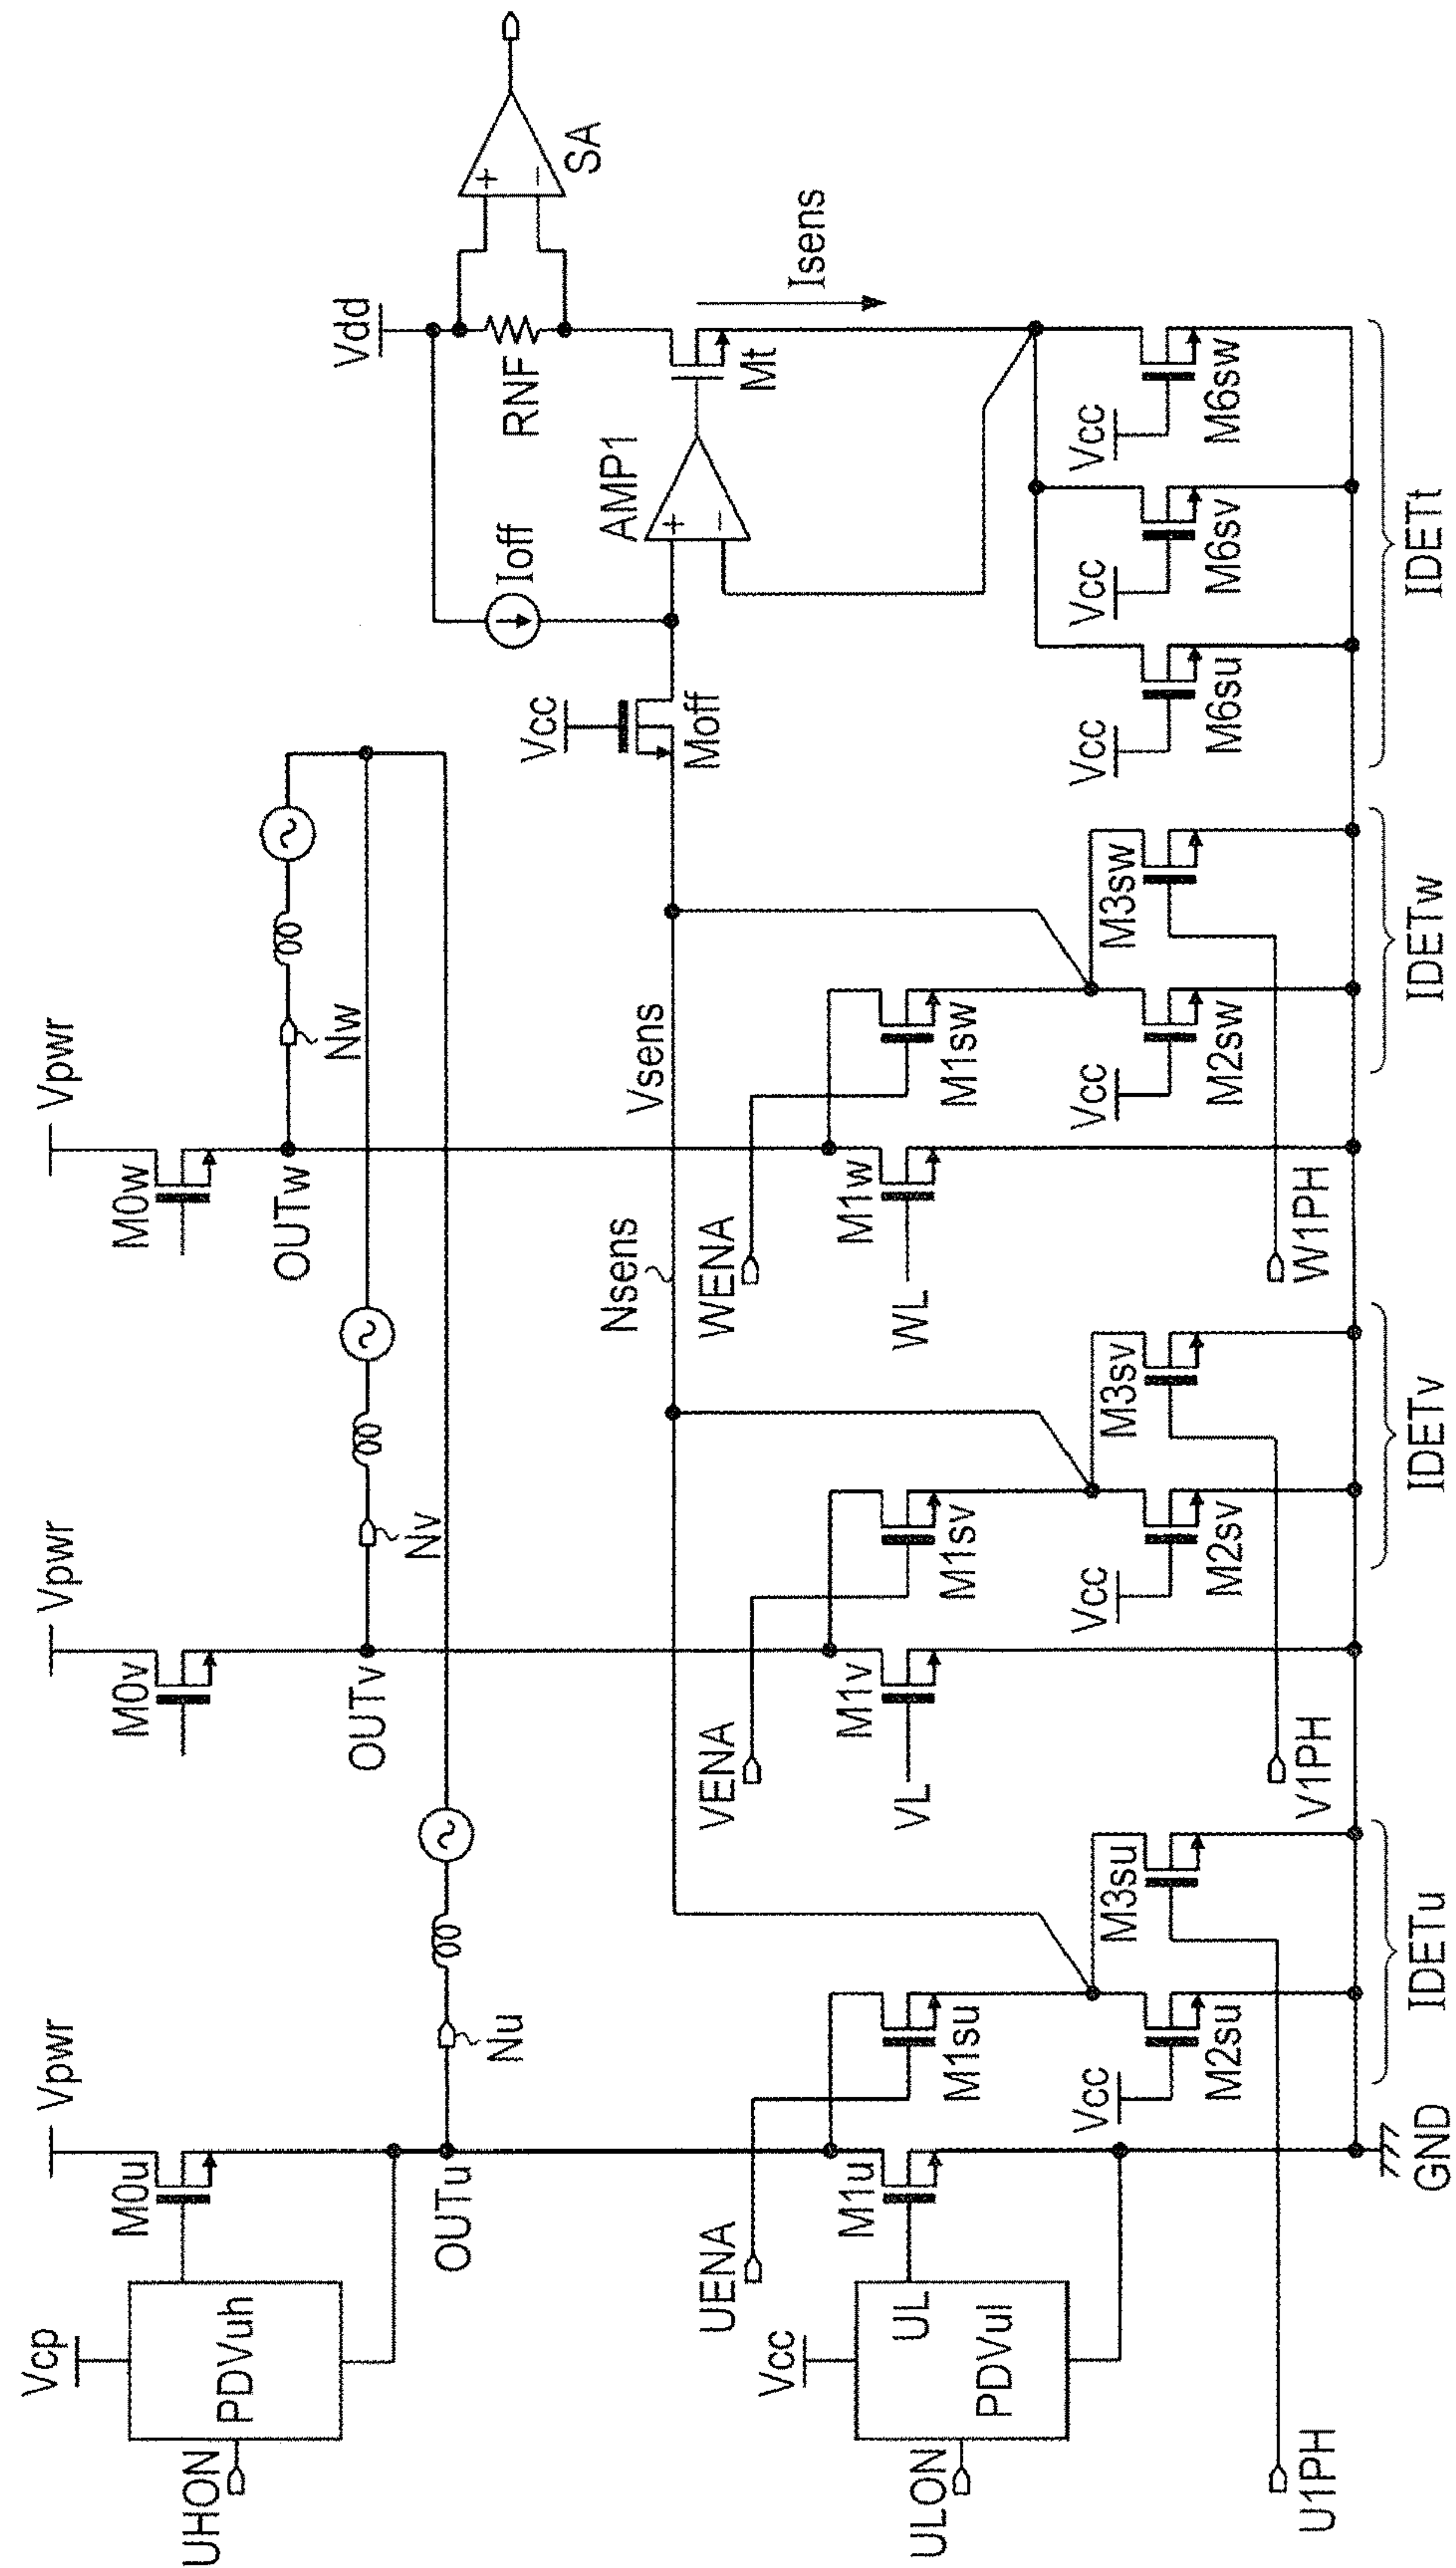 Vpwr
Vpwr
Vpwr
Vcp
UHON
PDVuh
M0u
M0v
M0w
OUTu
OUTv
OUTw
Nu
Nv
Nw
Vdd
RNF
+
−
SA
Ioff
AMP1
+
−
Mt
Isens
Vcc
Moff
Nsens
Vsens
UENA
VENA
WENA
Vcc
ULON
UL
PDVul
M1u
M1su
VL
M1v
M1sv
WL
M1w
M1sw
Vcc
M2su
M3su
Vcc
M2sv
M3sv
Vcc
M2sw
M3sw
Vcc
M6su
Vcc
M6sv
Vcc
M6sw
U1PH
V1PH
W1PH
GND
IDETu
IDETv
IDETw
IDETt